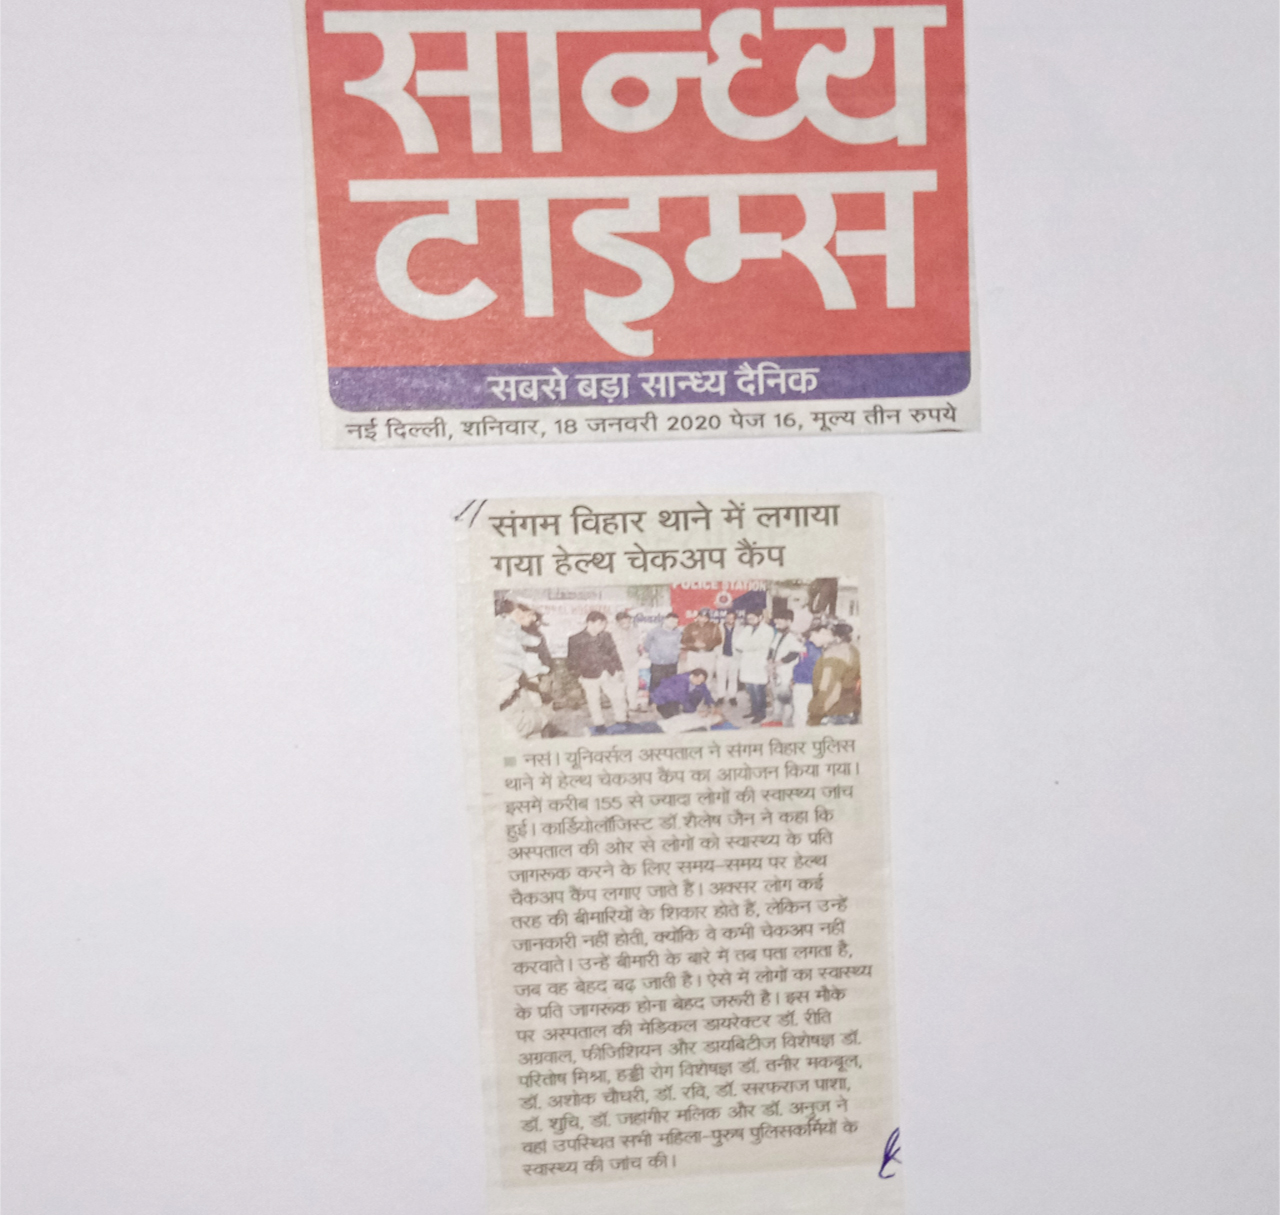 सान्ध्य
टाइम्स
सबसे बड़ा सान्ध्य दैनिक
नई दिल्ली, शनिवार, 18 जनवरी 2020 पेज 16, मूल्य तीन रुपये
संगम विहार थाने में लगाया
गया हेल्थ चेकअप कैंप
POLICE STATION
नसं। यूनिवर्सल अस्पताल ने संगम विहार पुलिस
थाने में हेल्थ चेकअप कैंप का आयोजन किया गया।
इसमें करीब 155 से ज्यादा लोगों की स्वास्थ्य जांच
हुई। कार्डियोलॉजिस्ट डॉ. शैलेष जैन ने कहा कि
अस्पताल की ओर से लोगों को स्वास्थ्य के प्रति
जागरूक करने के लिए समय-समय पर हेल्थ
चैकअप कैंप लगाए जाते हैं। अक्सर लोग कई
तरह की बीमारियों के शिकार होते हैं, लेकिन उन्हें
जानकारी नहीं होती, क्योंकि वे कभी चेकअप नहीं
करवाते। उन्हें बीमारी के बारे में तब पता लगता है,
जब वह बेहद बढ़ जाती है। ऐसे में लोगों का स्वास्थ्य
के प्रति जागरूक होना बेहद जरूरी है। इस मौके
पर अस्पताल की मेडिकल डायरेक्टर डॉ. रीति
अग्रवाल, फीजिशियन और डायबिटीज विशेषज्ञ डॉ.
परितोष मिश्रा, हड्डी रोग विशेषज्ञ डॉ. तनीर मकबूल,
डॉ. अशोक चौधरी, डॉ. रवि, डॉ. सरफराज पाशा,
डॉ. शुचि, डॉ. जहांगीर मलिक और डॉ. अनुज ने
वहां उपस्थित सभी महिला-पुरुष पुलिसकर्मियों के
स्वास्थ्य की जांच की।